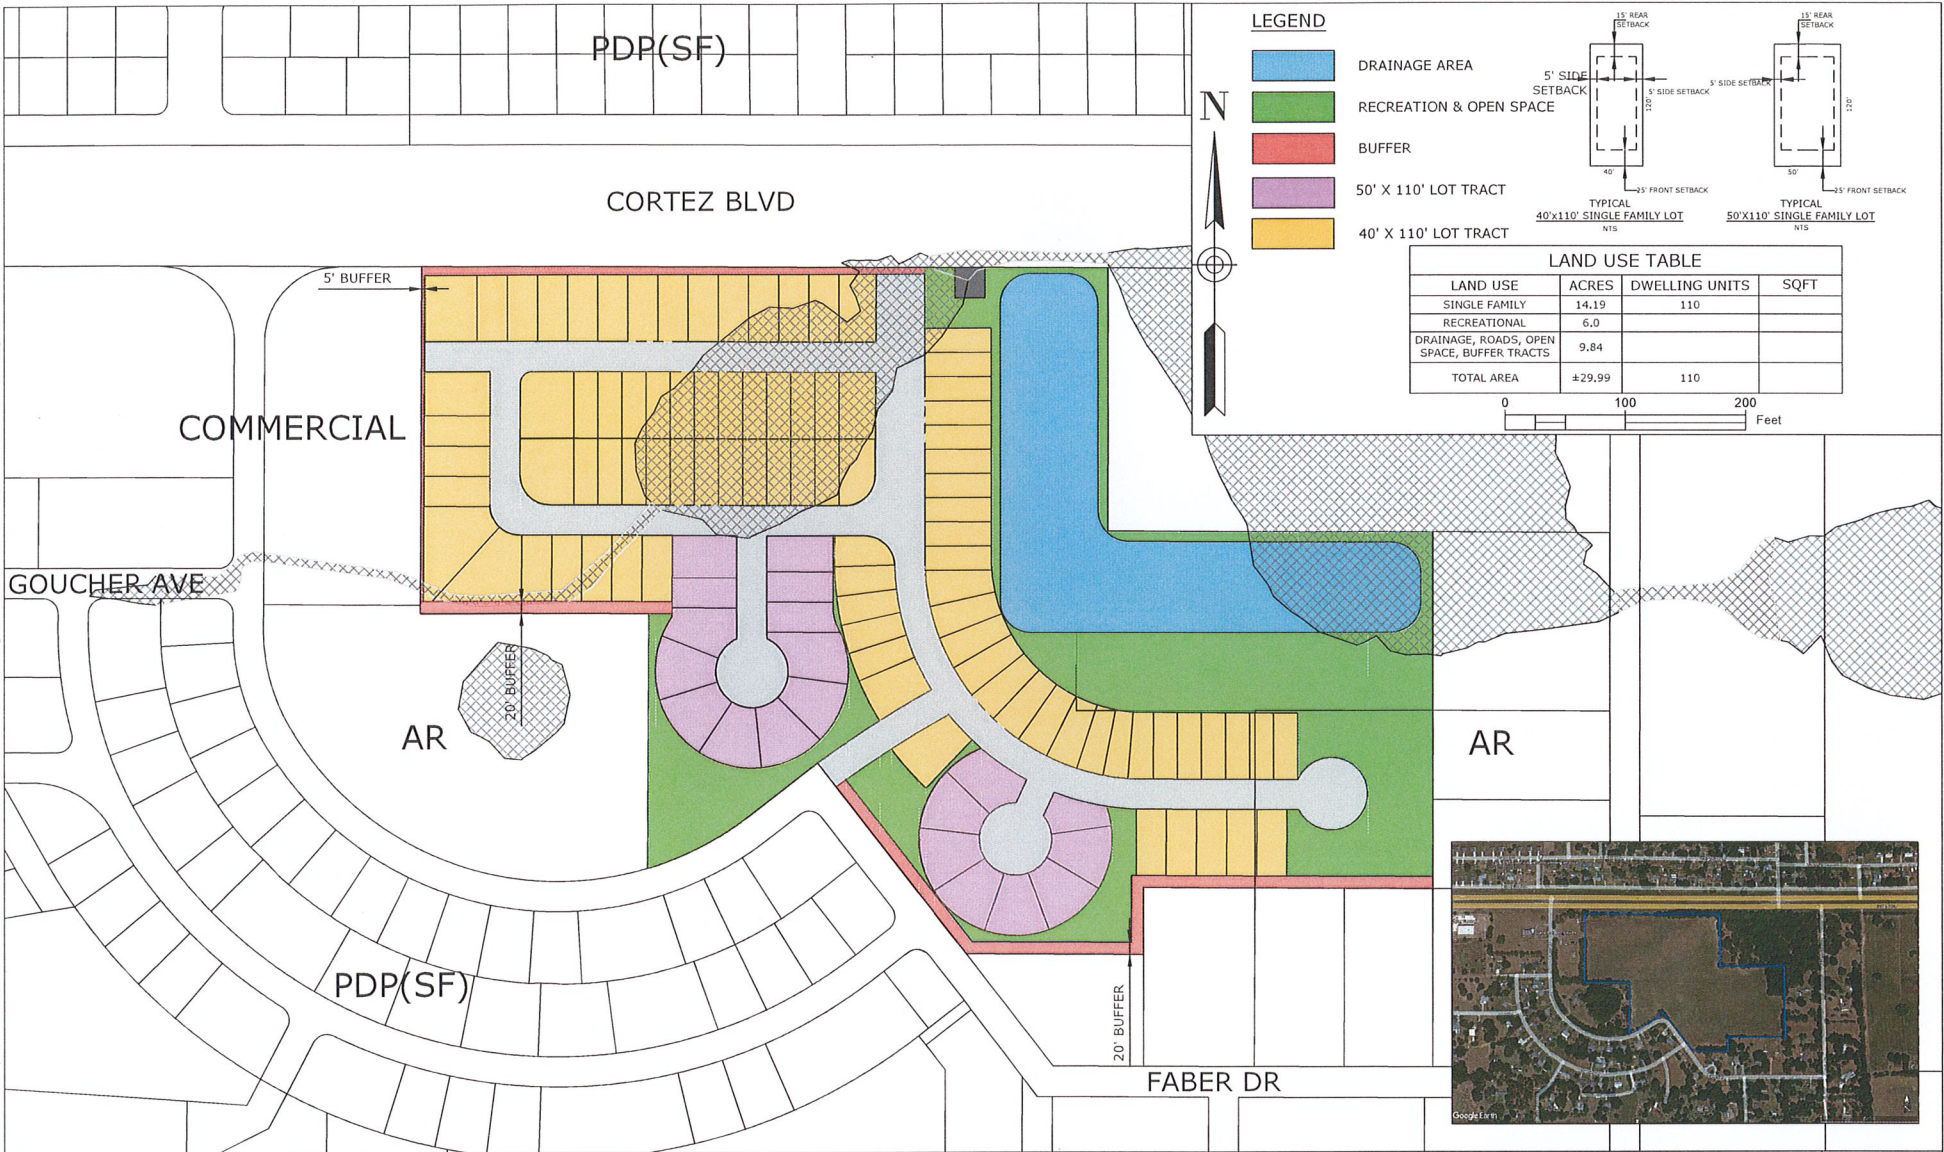 PDP(SF)
CORTEZ BLVD
5' BUFFER
COMMERCIAL
GOUCHER AVE
20' BUFFER
AR
AR
PDP(SF)
20' BUFFER
FABER DR
N
LEGEND
DRAINAGE AREA
RECREATION & OPEN SPACE
BUFFER
50' X 110' LOT TRACT
40' X 110' LOT TRACT
15' REAR
SETBACK
5' SIDE
SETBACK
5' SIDE SETBACK
120'
40'
25' FRONT SETBACK
TYPICAL
40'x110' SINGLE FAMILY LOT
NTS
15' REAR
SETBACK
5' SIDE SETBACK
120'
50'
25' FRONT SETBACK
TYPICAL
50'X110' SINGLE FAMILY LOT
NTS
LAND USE TABLE
LAND USE ACRES DWELLING UNITS SQFT
SINGLE FAMILY 14.19 110
RECREATIONAL 6.0
DRAINAGE, ROADS, OPEN
SPACE, BUFFER TRACTS 9.84
TOTAL AREA ±29.99 110
0 100 200
Feet
Google Earth